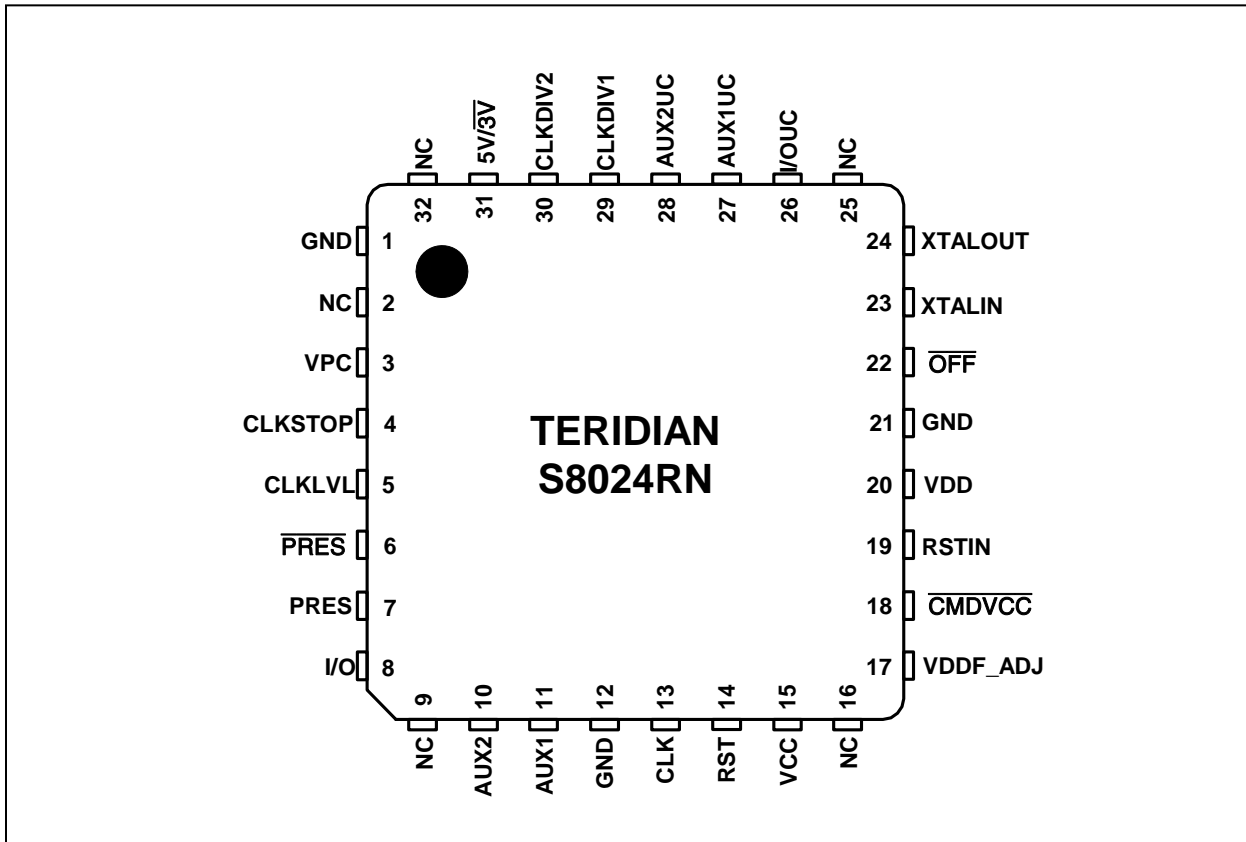 NC
5V/3V̅
CLKDIV2
CLKDIV1
AUX2UC
AUX1UC
I/OUC
NC
32
31
30
29
28
27
26
25
GND 1
NC 2
VPC 3
CLKSTOP 4
CLKLVL 5
P̅R̅E̅S̅ 6
PRES 7
I/O 8
TERIDIAN
S8024RN
24 XTALOUT
23 XTALIN
22 O̅F̅F̅
21 GND
20 VDD
19 RSTIN
18 C̅M̅D̅V̅C̅C̅
17 VDDF_ADJ
9
10
11
12
13
14
15
16
NC
AUX2
AUX1
GND
CLK
RST
VCC
NC